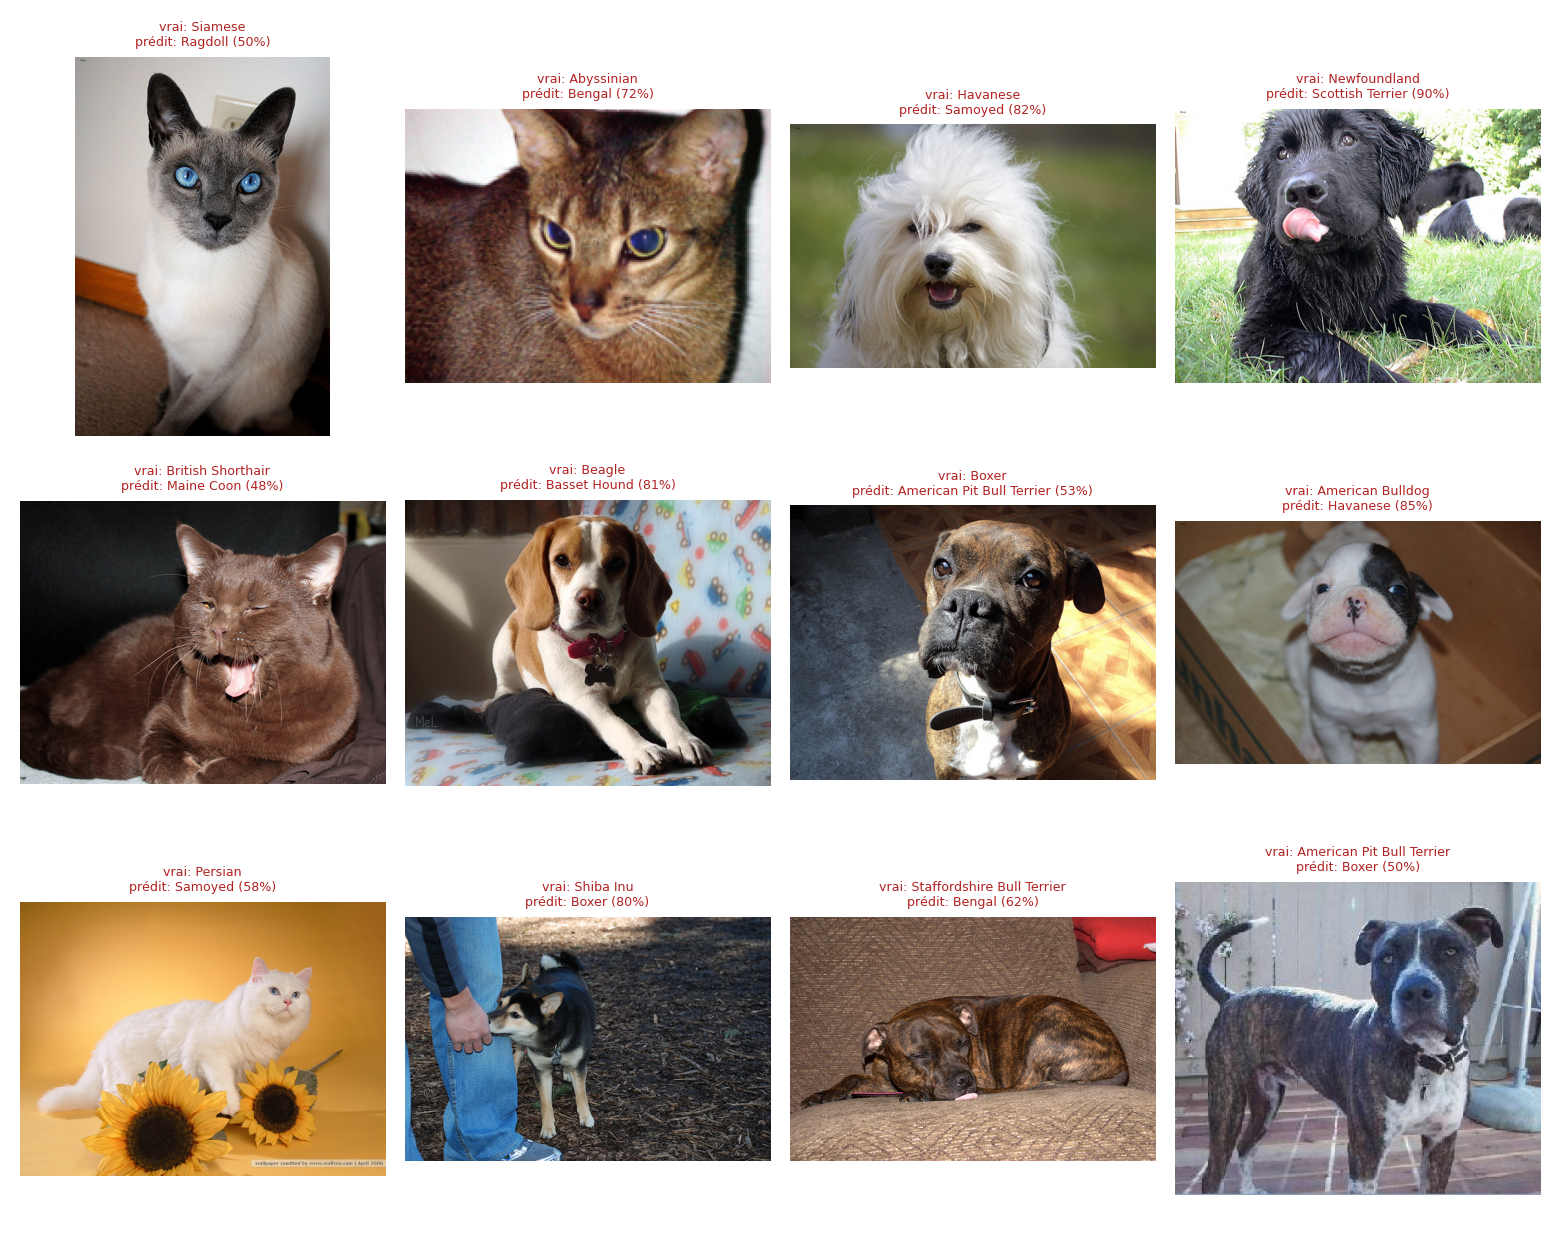 vrai: Siamese
prédit: Ragdoll (50%)
vrai: Abyssinian
prédit: Bengal (72%)
vrai: Havanese
prédit: Samoyed (82%)
vrai: Newfoundland
prédit: Scottish Terrier (90%)
vrai: British Shorthair
prédit: Maine Coon (48%)
vrai: Beagle
prédit: Basset Hound (81%)
MeL
vrai: Boxer
prédit: American Pit Bull Terrier (53%)
vrai: American Bulldog
prédit: Havanese (85%)
vrai: Persian
prédit: Samoyed (58%)
vrai: Shiba Inu
prédit: Boxer (80%)
vrai: Staffordshire Bull Terrier
prédit: Bengal (62%)
vrai: American Pit Bull Terrier
prédit: Boxer (50%)